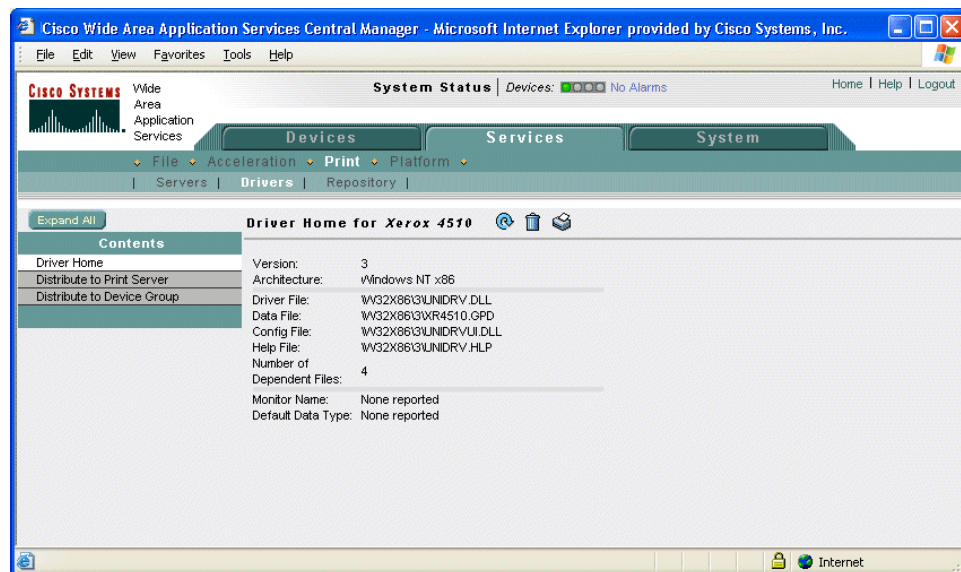 Cisco Wide Area Application Services Central Manager - Microsoft Internet Explorer provided by Cisco Systems, Inc.
File Edit View Favorites Tools Help
CISCO SYSTEMS
Wide
Area
Application
Services
System Status | Devices: No Alarms
Home | Help | Logout
Devices Services System
File Acceleration Print Platform
| Servers | Drivers | Repository |
Expand All
Contents
Driver Home
Distribute to Print Server
Distribute to Device Group
Driver Home for Xerox 4510
Version: 3
Architecture: Windows NT x86
Driver File: \W32X86\3\UNIDRV.DLL
Data File: \W32X86\3\XR4510.GPD
Config File: \W32X86\3\UNIDRVUI.DLL
Help File: \W32X86\3\UNIDRV.HLP
Number of
Dependent Files: 4
Monitor Name: None reported
Default Data Type: None reported
Internet